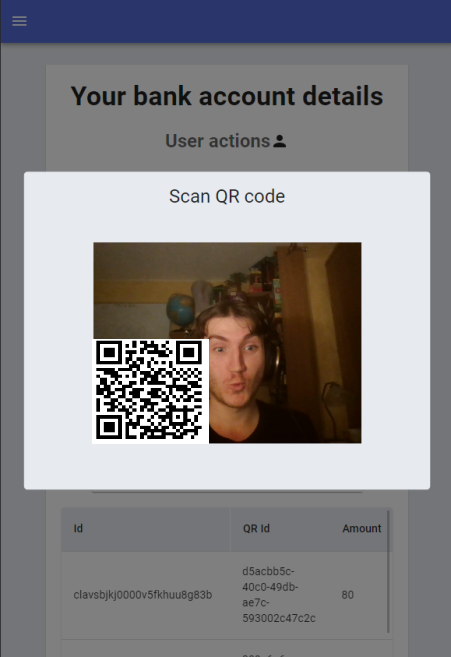 Your bank account details
User actions
Scan QR code
Id QR Id Amount
clavsbjkj0000v5fkhuu8g83b d5acbb5c-
40c0-49db-
ae7c-
593002c47c2c 80